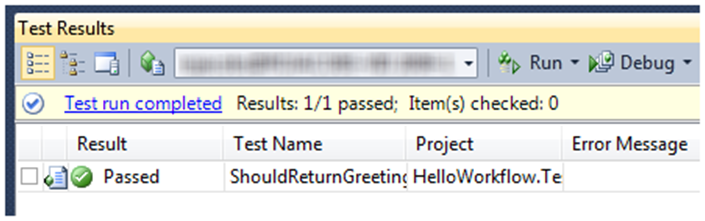 Test Results
Run Debug
Test run completed Results: 1/1 passed; Item(s) checked: 0
Result Test Name Project Error Message
Passed ShouldReturnGreeting HelloWorkflow.Te